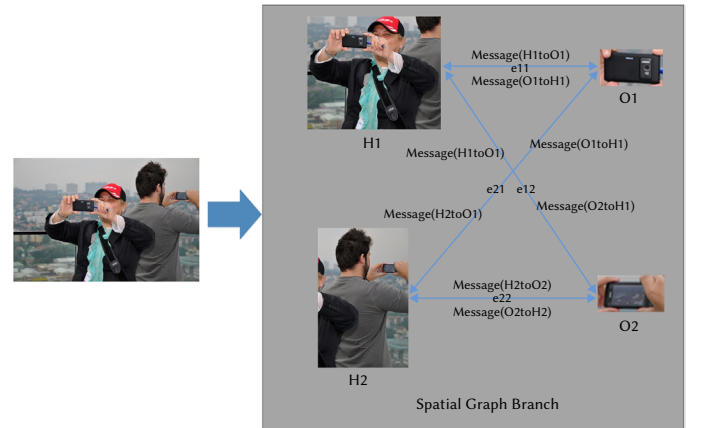 Message(H1toO1)
e11
Message(O1toH1)
O1
H1
Message(H1toO1)
Message(O1toH1)
e21
e12
Message(H2toO1)
Message(O2toH1)
Message(H2toO2)
e22
Message(O2toH2)
O2
H2
Spatial Graph Branch